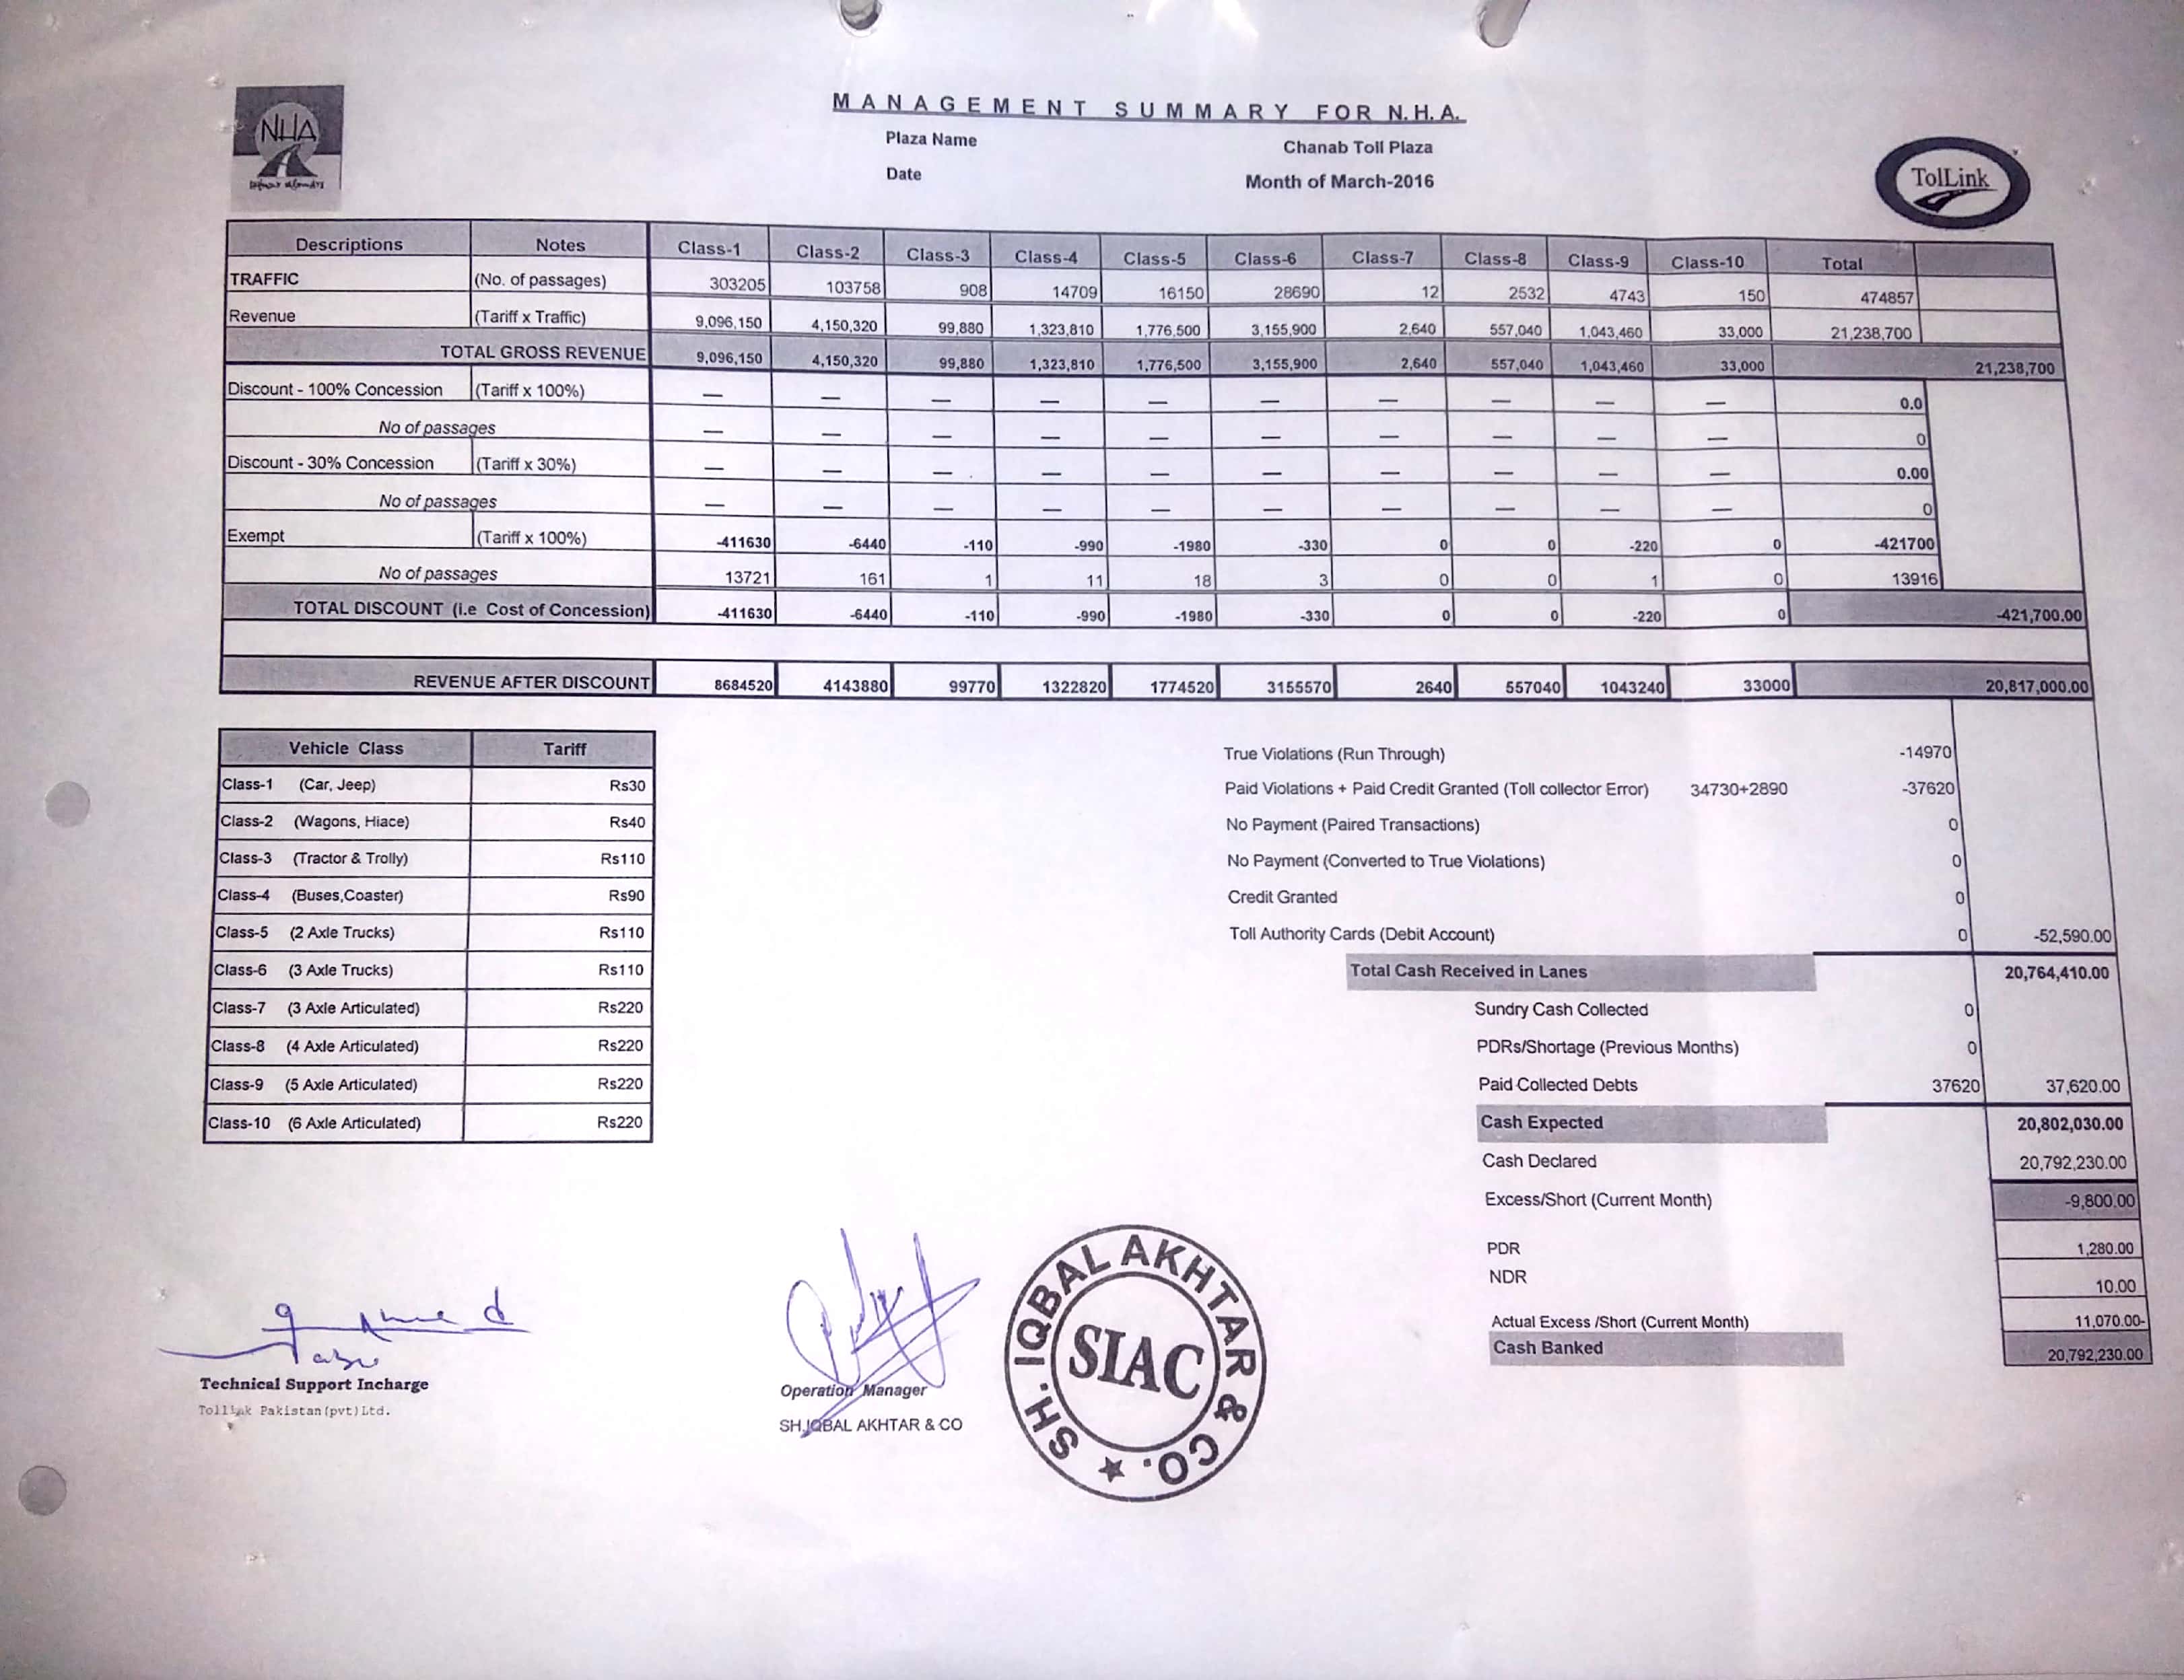 MANAGEMENT SUMMARY FOR N.H.A.
NHA
Plaza Name Chanab Toll Plaza
Date Month of March-2016
TolLink
Descriptions Notes Class-1 Class-2 Class-3 Class-4 Class-5 Class-6 Class-7 Class-8 Class-9 Class-10 Total
TRAFFIC (No. of passages) 303205 103758 908 14709 16150 28690 12 2532 4743 150 474857
Revenue (Tariff x Traffic) 9,096,150 4,150,320 99,880 1,323,810 1,776,500 3,155,900 2,640 557,040 1,043,460 33,000 21,238,700
TOTAL GROSS REVENUE 9,096,150 4,150,320 99,880 1,323,810 1,776,500 3,155,900 2,640 557,040 1,043,460 33,000 21,238,700
Discount - 100% Concession (Tariff x 100%) — — — — — — — — — — 0.0
No of passages — — — — — — — — — — 0
Discount - 30% Concession (Tariff x 30%) — — — — — — — — — — 0.00
No of passages — — — — — — — — — — 0
Exempt (Tariff x 100%) -411630 -6440 -110 -990 -1980 -330 0 0 -220 0 -421700
No of passages 13721 161 1 11 18 3 0 0 1 0 13916
TOTAL DISCOUNT (i.e Cost of Concession) -411630 -6440 -110 -990 -1980 -330 0 0 -220 0 -421,700.00
REVENUE AFTER DISCOUNT 8684520 4143880 99770 1322820 1774520 3155570 2640 557040 1043240 33000 20,817,000.00
Vehicle Class Tariff
Class-1 (Car, Jeep) Rs30
Class-2 (Wagons, Hiace) Rs40
Class-3 (Tractor & Trolly) Rs110
Class-4 (Buses,Coaster) Rs90
Class-5 (2 Axle Trucks) Rs110
Class-6 (3 Axle Trucks) Rs110
Class-7 (3 Axle Articulated) Rs220
Class-8 (4 Axle Articulated) Rs220
Class-9 (5 Axle Articulated) Rs220
Class-10 (6 Axle Articulated) Rs220
True Violations (Run Through) -14970
Paid Violations + Paid Credit Granted (Toll collector Error) 34730+2890 -37620
No Payment (Paired Transactions) 0
No Payment (Converted to True Violations) 0
Credit Granted 0
Toll Authority Cards (Debit Account) 0 -52,590.00
Total Cash Received in Lanes 20,764,410.00
Sundry Cash Collected 0
PDRs/Shortage (Previous Months) 0
Paid Collected Debts 37620 37,620.00
Cash Expected 20,802,030.00
Cash Declared 20,792,230.00
Excess/Short (Current Month) -9,800.00
PDR 1,280.00
NDR 10.00
Actual Excess /Short (Current Month) 11,070.00-
Cash Banked 20,792,230.00
Technical Support Incharge
Tollink Pakistan(pvt)Ltd.
Operation Manager
SH.IQBAL AKHTAR & CO
SH. IQBAL AKHTAR & CO.
SIAC